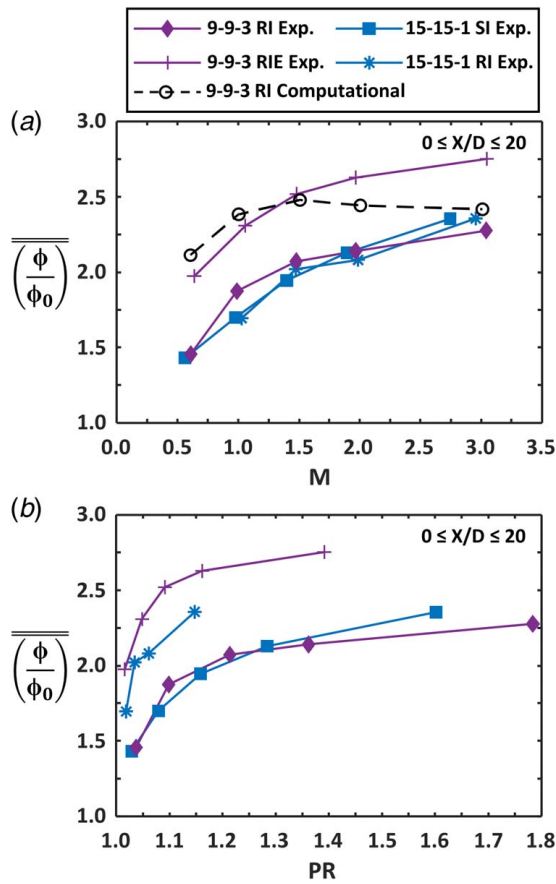 9-9-3 RI Exp. 15-15-1 SI Exp.
9-9-3 RIE Exp. 15-15-1 RI Exp.
9-9-3 RI Computational
(a)
3.0
0 ≤ X/D ≤ 20
2.5
(ϕ/ϕ0)
2.0
1.5
1.0
0.0 0.5 1.0 1.5 2.0 2.5 3.0 3.5
M
(b)
3.0
0 ≤ X/D ≤ 20
2.5
(ϕ/ϕ0)
2.0
1.5
1.0
1.0 1.1 1.2 1.3 1.4 1.5 1.6 1.7 1.8
PR